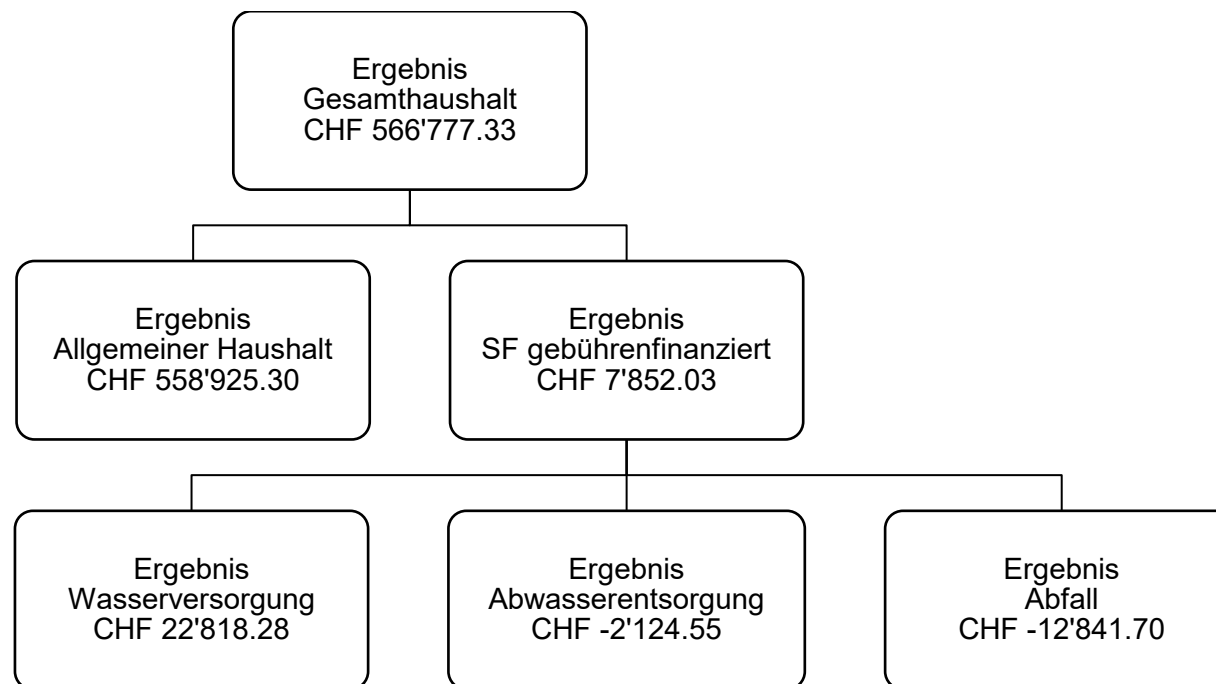 Ergebnis
Gesamthaushalt
CHF 566'777.33
Ergebnis
Allgemeiner Haushalt
CHF 558'925.30
Ergebnis
SF gebührenfinanziert
CHF 7'852.03
Ergebnis
Wasserversorgung
CHF 22'818.28
Ergebnis
Abwasserentsorgung
CHF -2'124.55
Ergebnis
Abfall
CHF -12'841.70